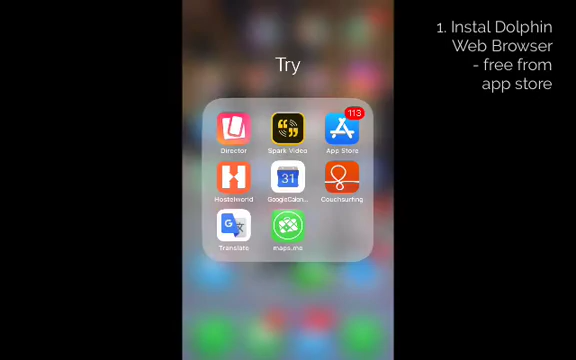 1. Instal Dolphin
Web Browser
- free from
app store
Try
113
Director
Spark Video
App Store
31
Hostelworld
GoogleCalen...
Couchsurfing
G
Translate
maps.me